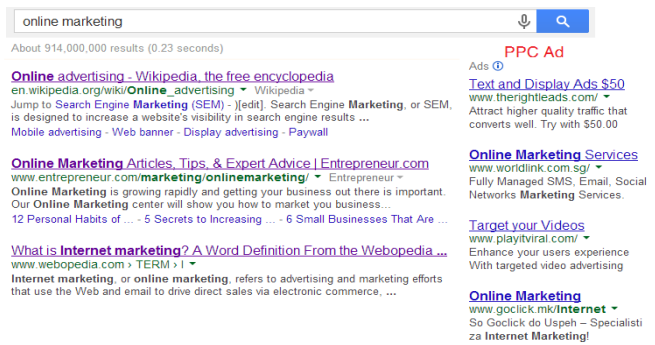 online marketing
About 914,000,000 results (0.23 seconds)
Online advertising - Wikipedia, the free encyclopedia
en.wikipedia.org/wiki/Online_advertising ▼ Wikipedia ▼
Jump to Search Engine Marketing (SEM) - )[edit]. Search Engine Marketing, or SEM,
is designed to increase a website's visibility in search engine results ...
Mobile advertising - Web banner - Display advertising - Paywall
Online Marketing Articles, Tips, & Expert Advice | Entrepreneur.com
www.entrepreneur.com/marketing/onlinemarketing/ ▼ Entrepreneur ▼
Online Marketing is growing rapidly and getting your business out there is important.
Our Online Marketing center will show you how to market you business...
12 Personal Habits of ... - 5 Secrets to Increasing ... - 6 Small Businesses That Are ...
What is Internet marketing? A Word Definition From the Webopedia ...
www.webopedia.com › TERM › I ▼
Internet marketing, or online marketing, refers to advertising and marketing efforts
that use the Web and email to drive direct sales via electronic commerce, ...
PPC Ad
Ads
Text and Display Ads $50
www.therightleads.com/ ▼
Attract higher quality traffic that
converts well. Try with $50.00
Online Marketing Services
www.worldlink.com.sg/ ▼
Fully Managed SMS, Email, Social
Networks Marketing Services.
Target your Videos
www.playitviral.com/ ▼
Enhance your users experience
With targeted video advertising
Online Marketing
www.goclick.mk/Internet ▼
So Goclick do Uspeh – Specialisti
za Internet Marketing!